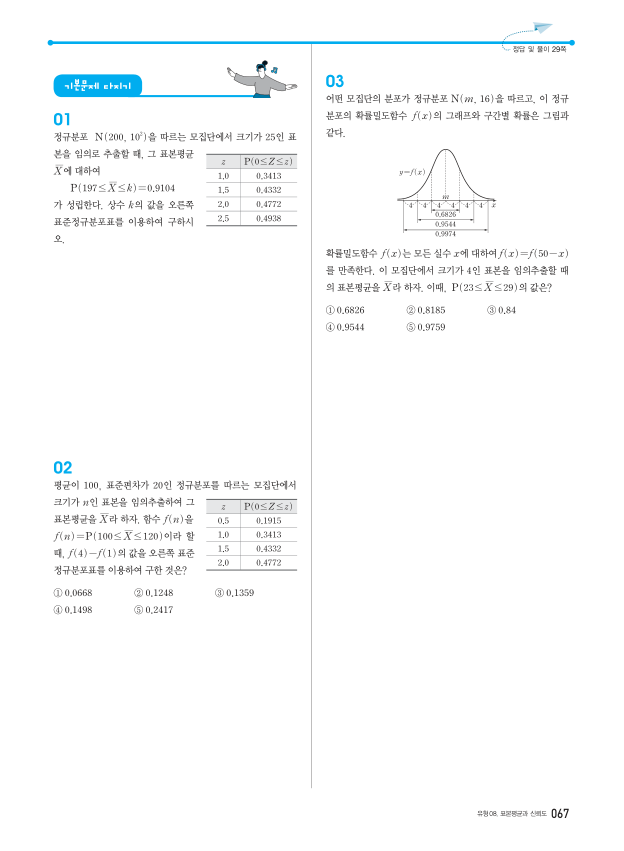 정답 및 풀이 29쪽
기본문제 다지기
01
정규분포 N(200, 10²)을 따르는 모집단에서 크기가 25인 표
본을 임의로 추출할 때, 그 표본평균
X̅에 대하여
P(197≤X̅≤k)=0.9104
가 성립한다. 상수 k의 값을 오른쪽
표준정규분포표를 이용하여 구하시
오.
z P(0≤Z≤z)
1.0 0.3413
1.5 0.4332
2.0 0.4772
2.5 0.4938
02
평균이 100, 표준편차가 20인 정규분포를 따르는 모집단에서
크기가 n인 표본을 임의추출하여 그
표본평균을 X̅라 하자. 함수 f(n)을
f(n)=P(100≤X̅≤120)이라 할
때, f(4)-f(1)의 값을 오른쪽 표준
정규분포표를 이용하여 구한 것은?
z P(0≤Z≤z)
0.5 0.1915
1.0 0.3413
1.5 0.4332
2.0 0.4772
① 0.0668 ② 0.1248 ③ 0.1359
④ 0.1498 ⑤ 0.2417
03
어떤 모집단의 분포가 정규분포 N(m, 16)을 따르고, 이 정규
분포의 확률밀도함수 f(x)의 그래프와 구간별 확률은 그림과
같다.
y=f(x)
m
4 4 4 4 4 4 x
0.6826
0.9544
0.9974
확률밀도함수 f(x)는 모든 실수 x에 대하여 f(x)=f(50-x)
를 만족한다. 이 모집단에서 크기가 4인 표본을 임의추출할 때
의 표본평균을 X̅라 하자. 이때, P(23≤X̅≤29)의 값은?
① 0.6826 ② 0.8185 ③ 0.84
④ 0.9544 ⑤ 0.9759
유형 08. 표본평균과 신뢰도 067